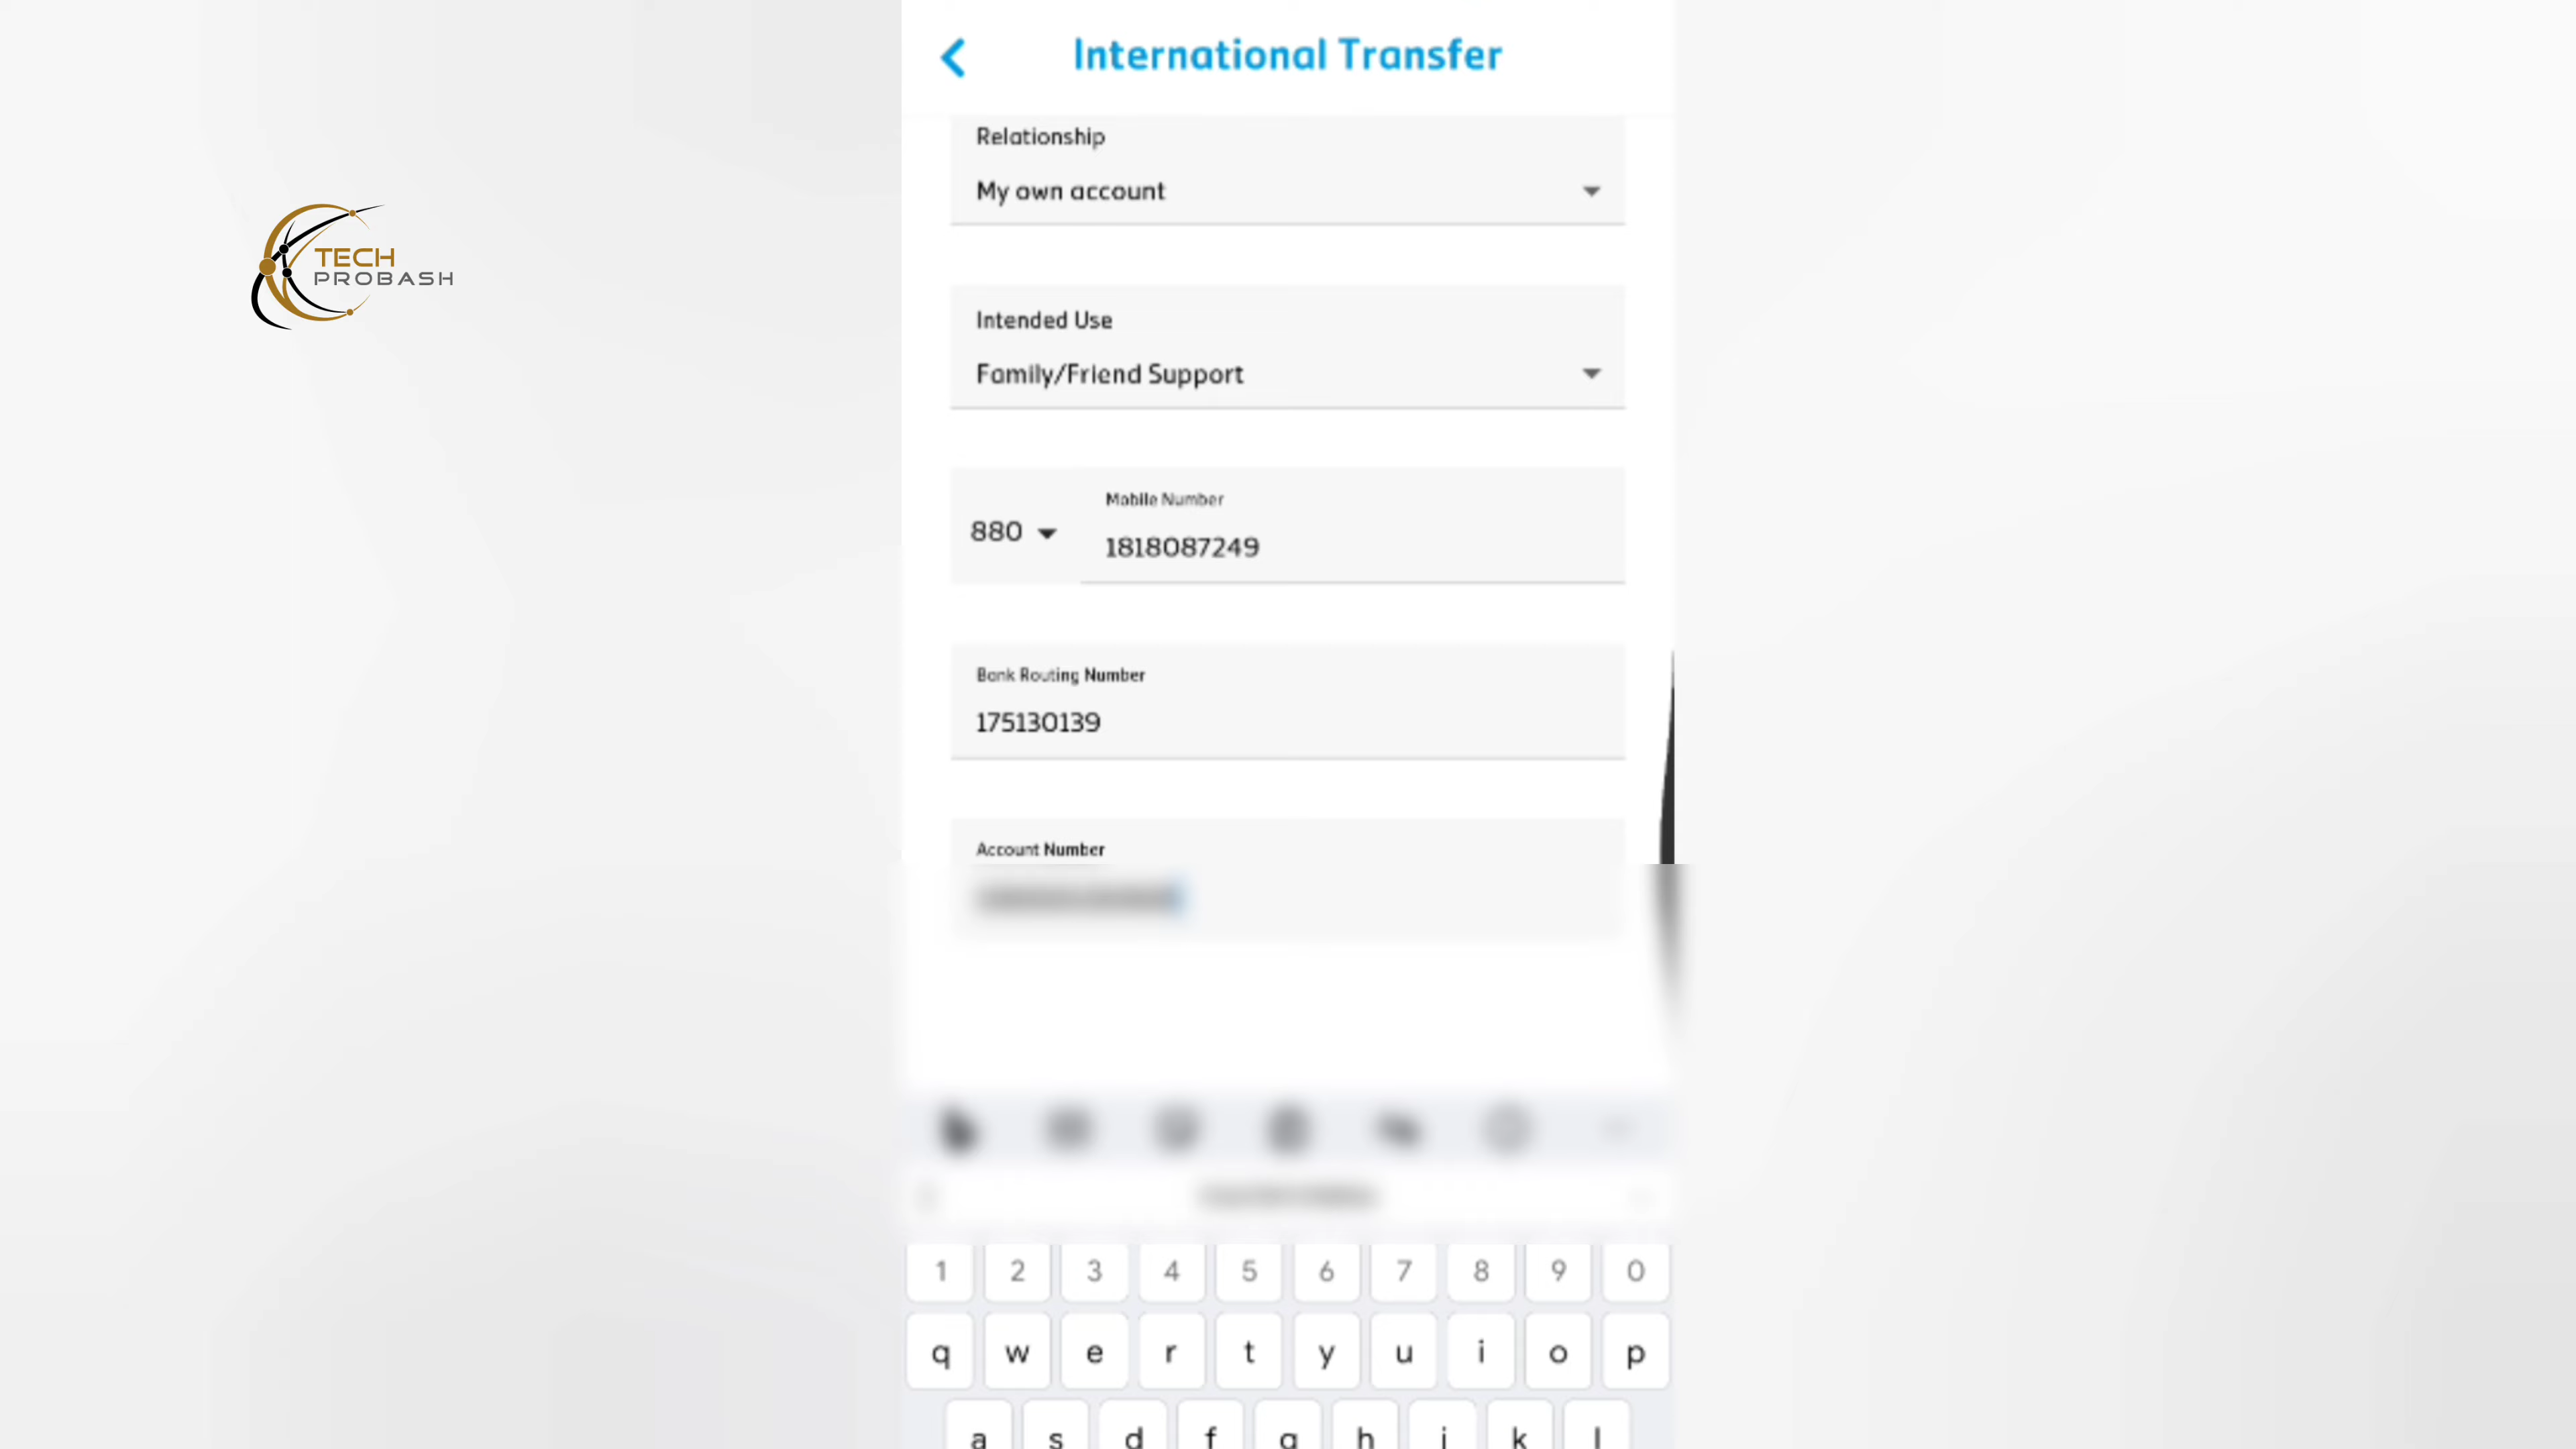 International Transfer
TECH
PROBASH
Relationship
My own account
Intended Use
Family/Friend Support
880
Mobile Number
1818087249
Bank Routing Number
175130139
Account Number
1 2 3 4 5 6 7 8 9 0
q w e r t y u i o p
a s d f g h j k l